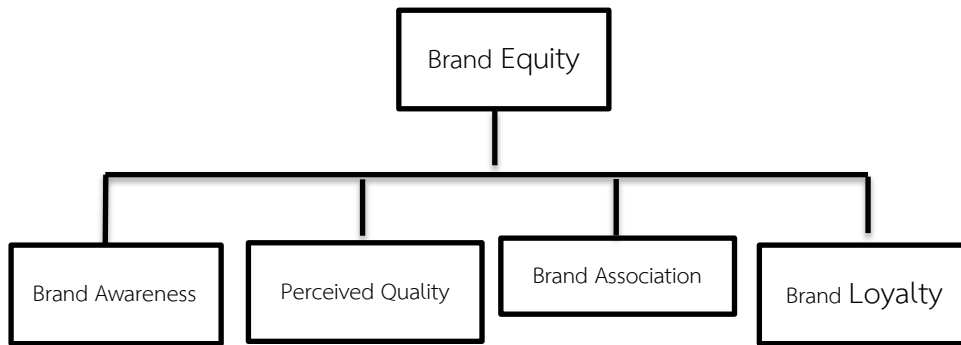 Brand Equity
Brand Awareness
Perceived Quality
Brand Association
Brand Loyalty